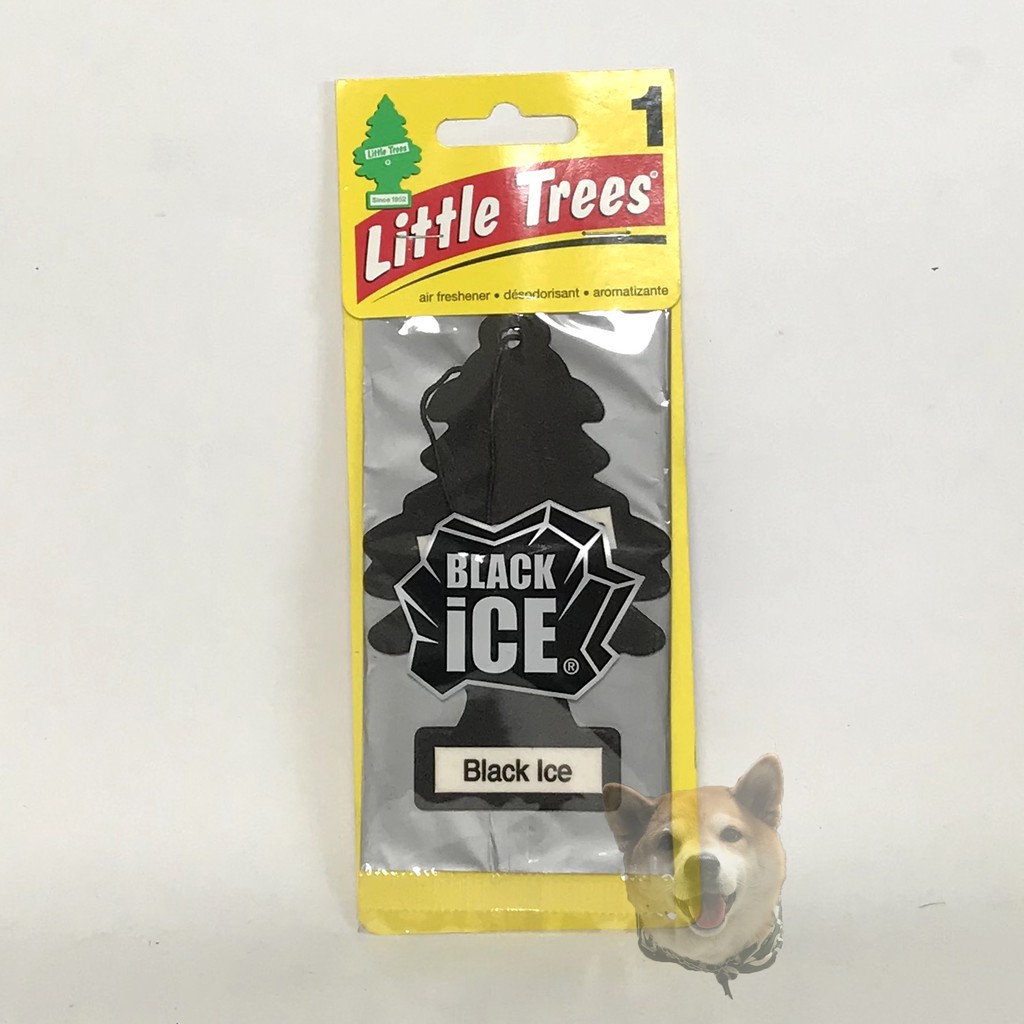 1
Little Trees
Since 1952
Little Trees®
air freshener • désodorisant • aromatizante
BLACK
iCE®
Black Ice